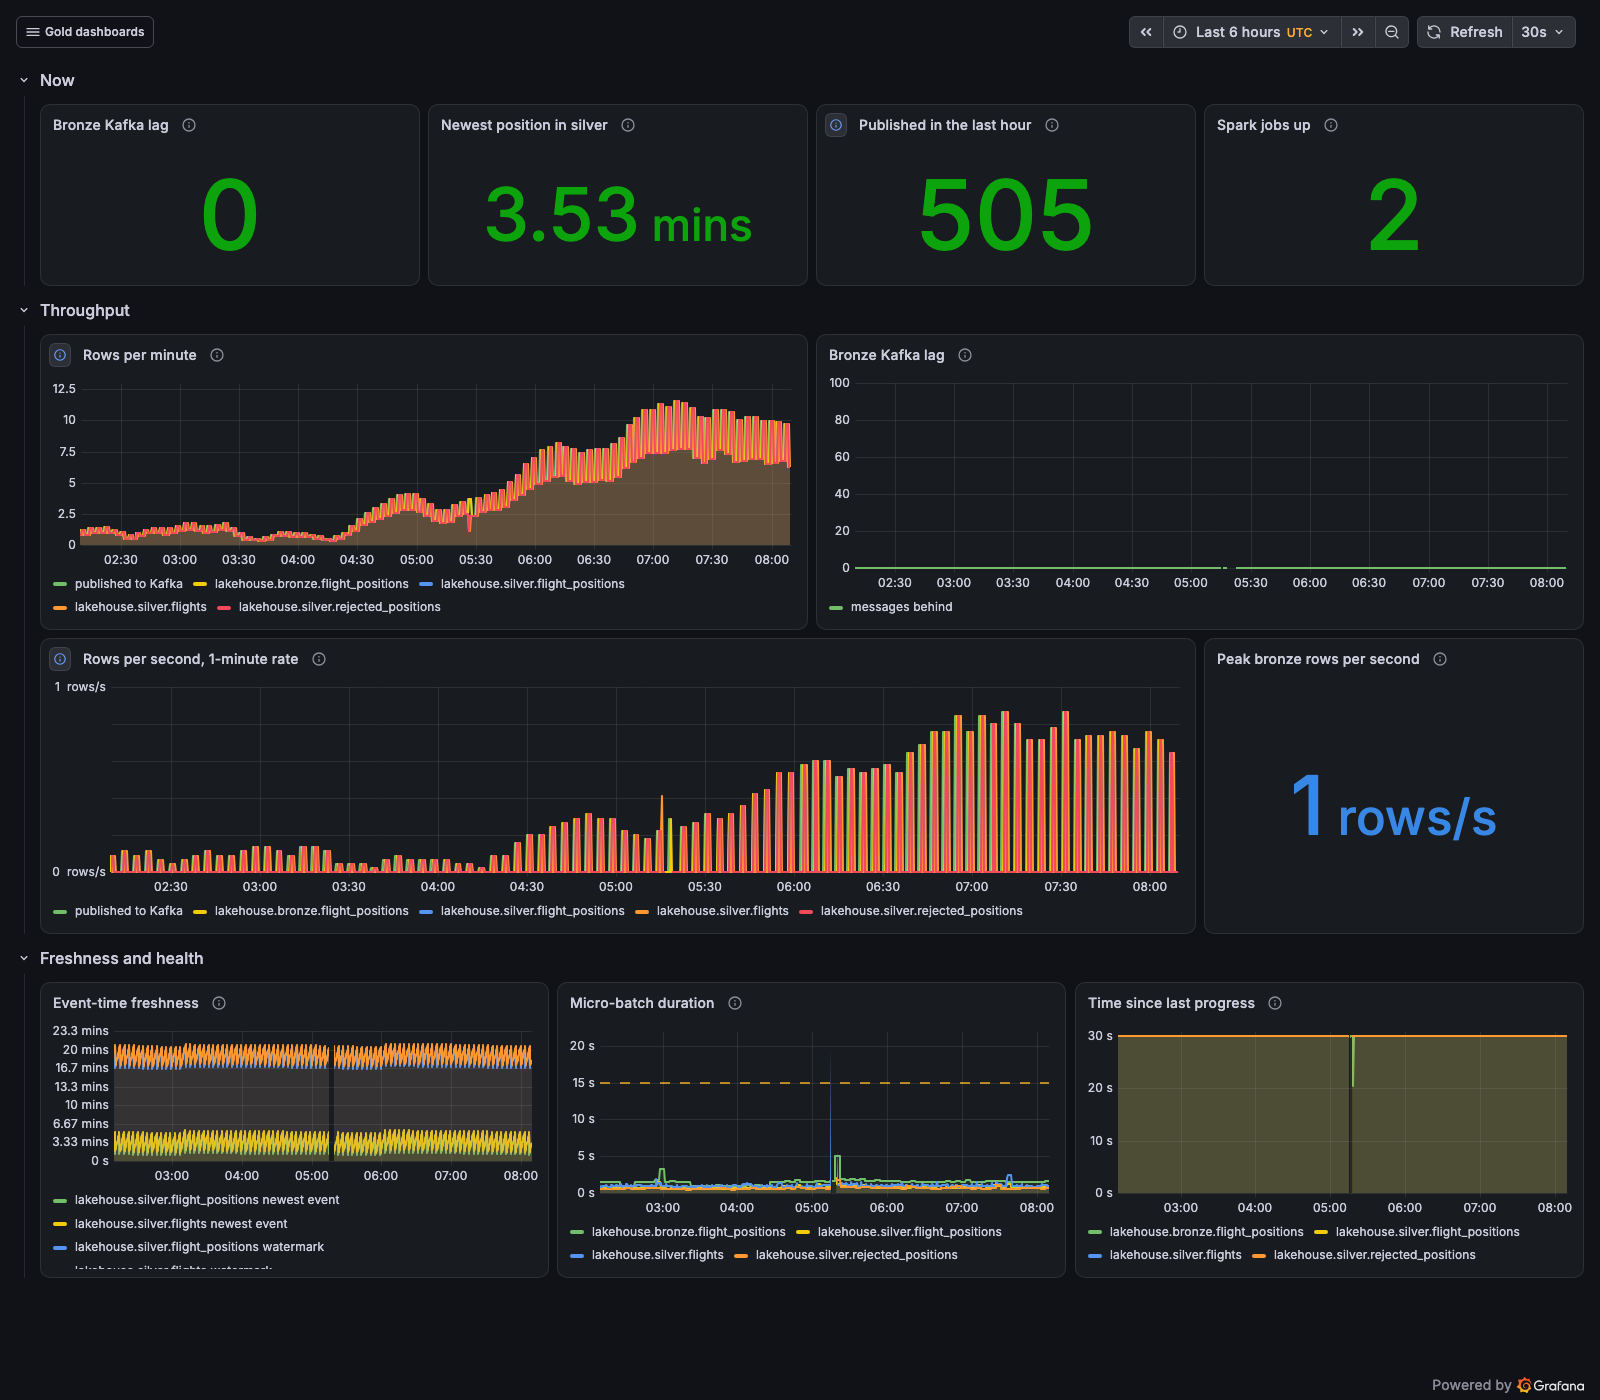 Gold dashboards
Last 6 hours UTC
Refresh
30s
Now
Bronze Kafka lag
0
Newest position in silver
3.53 mins
Published in the last hour
505
Spark jobs up
2
Throughput
Rows per minute
12.5
10
7.5
5
2.5
0
02:30 03:00 03:30 04:00 04:30 05:00 05:30 06:00 06:30 07:00 07:30 08:00
published to Kafka lakehouse.bronze.flight_positions lakehouse.silver.flight_positions
lakehouse.silver.flights lakehouse.silver.rejected_positions
Bronze Kafka lag
100
80
60
40
20
0
02:30 03:00 03:30 04:00 04:30 05:00 05:30 06:00 06:30 07:00 07:30 08:00
messages behind
Rows per second, 1-minute rate
1 rows/s
0 rows/s
02:30 03:00 03:30 04:00 04:30 05:00 05:30 06:00 06:30 07:00 07:30 08:00
published to Kafka lakehouse.bronze.flight_positions lakehouse.silver.flight_positions lakehouse.silver.flights lakehouse.silver.rejected_positions
Peak bronze rows per second
1 rows/s
Freshness and health
Event-time freshness
23.3 mins
20 mins
16.7 mins
13.3 mins
10 mins
6.67 mins
3.33 mins
0 s
03:00 04:00 05:00 06:00 07:00 08:00
lakehouse.silver.flight_positions newest event
lakehouse.silver.flights newest event
lakehouse.silver.flight_positions watermark
Micro-batch duration
20 s
15 s
10 s
5 s
0 s
03:00 04:00 05:00 06:00 07:00 08:00
lakehouse.bronze.flight_positions lakehouse.silver.flight_positions
lakehouse.silver.flights lakehouse.silver.rejected_positions
Time since last progress
30 s
20 s
10 s
0 s
03:00 04:00 05:00 06:00 07:00 08:00
lakehouse.bronze.flight_positions lakehouse.silver.flight_positions
lakehouse.silver.flights lakehouse.silver.rejected_positions
Powered by Grafana